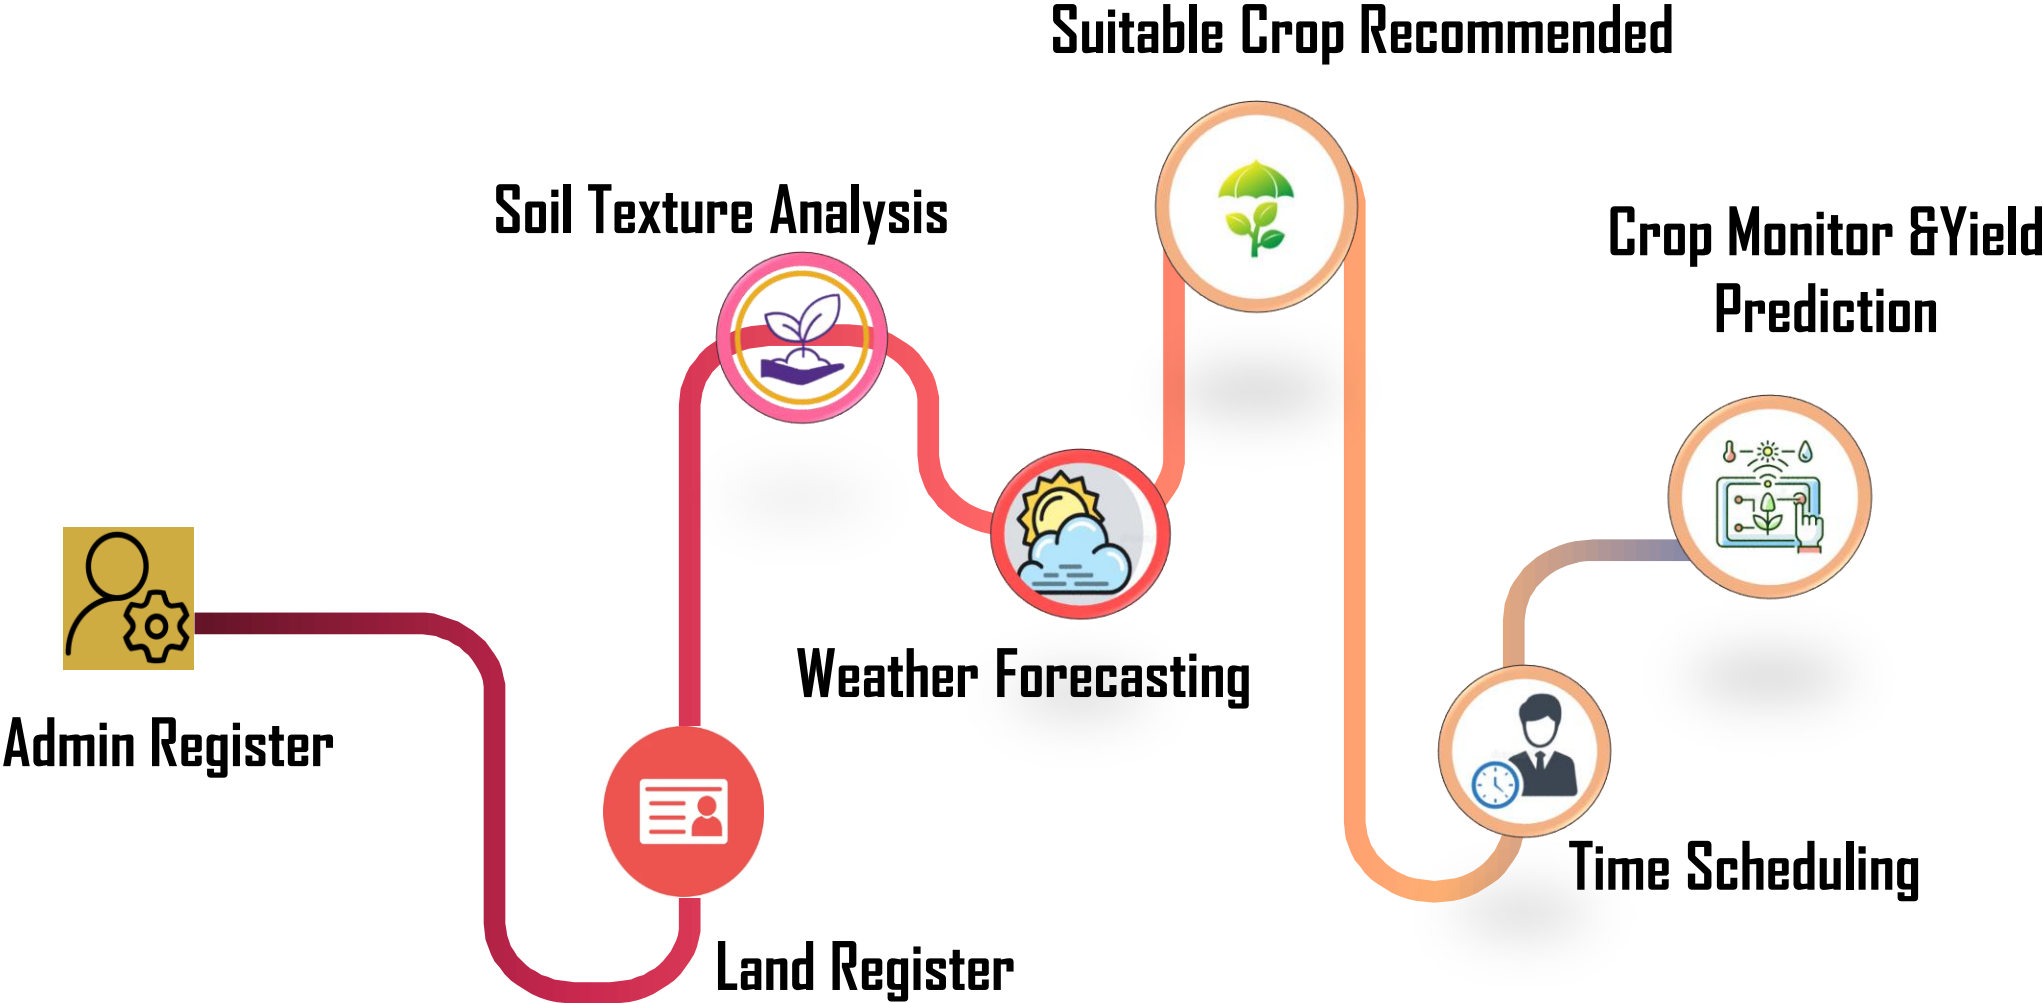 Suitable Crop Recommended
Soil Texture Analysis
Crop Monitor &Yield
Prediction
Weather Forecasting
Admin Register
Time Scheduling
Land Register